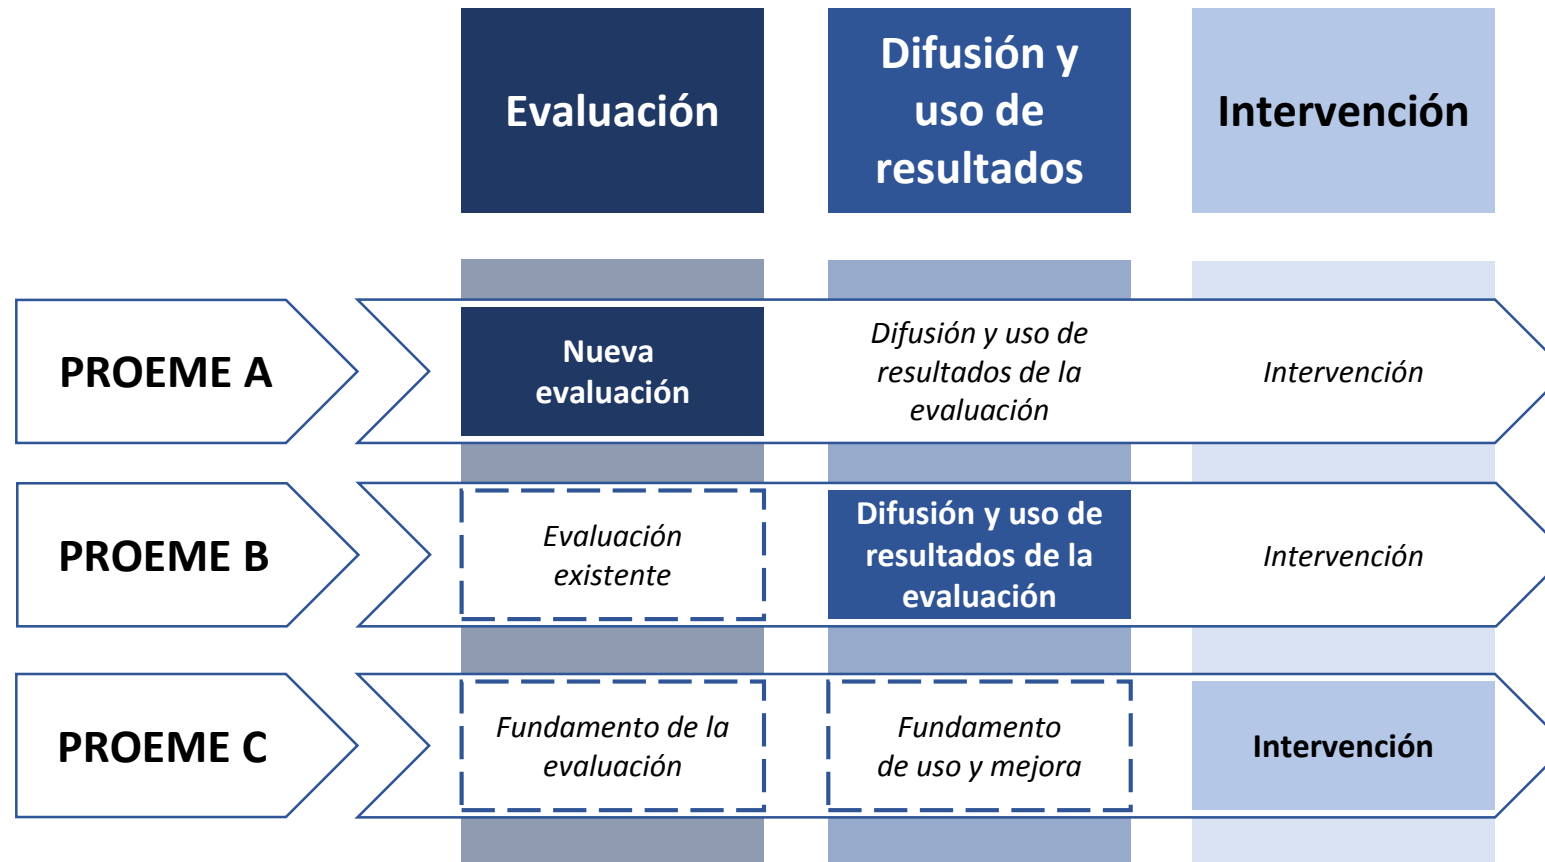 Evaluación
Difusión y
uso de
resultados
Intervención
PROEME A
Nueva
evaluación
Difusión y uso de
resultados de la
evaluación
Intervención
PROEME B
Evaluación
existente
Difusión y uso de
resultados de la
evaluación
Intervención
PROEME C
Fundamento de la
evaluación
Fundamento
de uso y mejora
Intervención